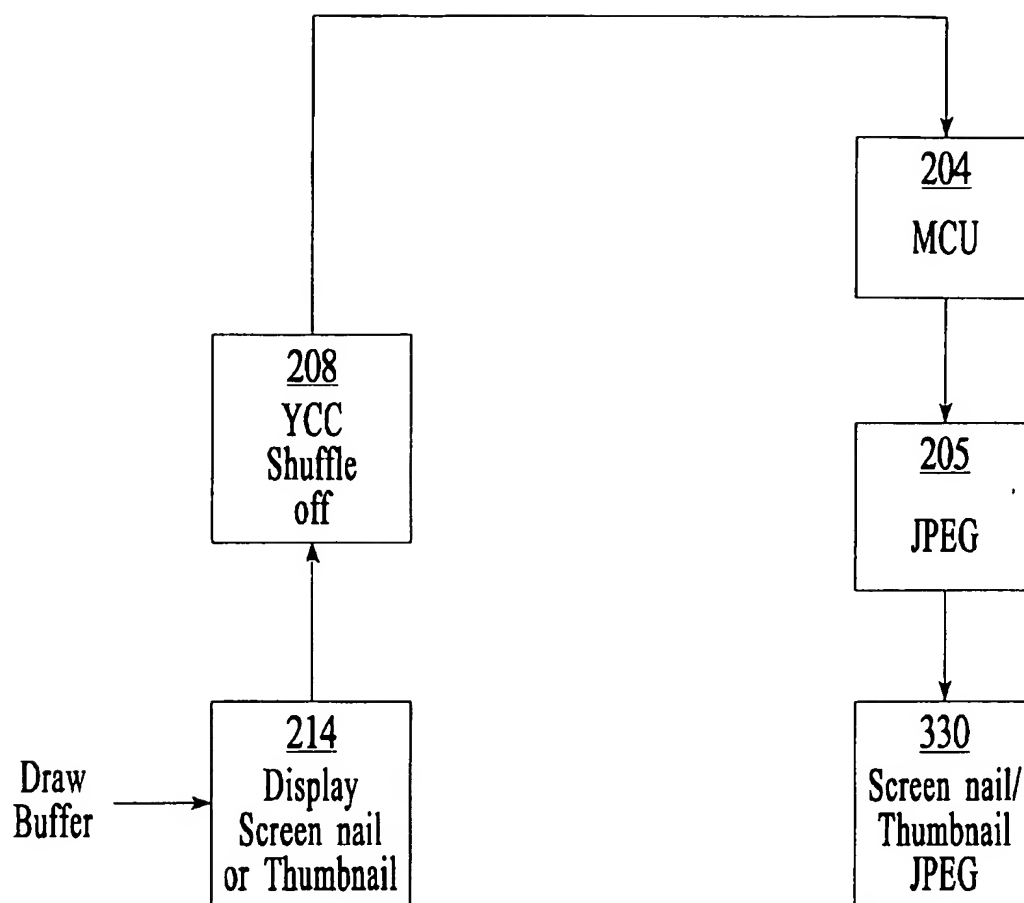 204
MCU
208
YCC
Shuffle
off
205
JPEG
214
Display
Screen nail
or Thumbnail
Draw
Buffer
330
Screen nail/
Thumbnail
JPEG